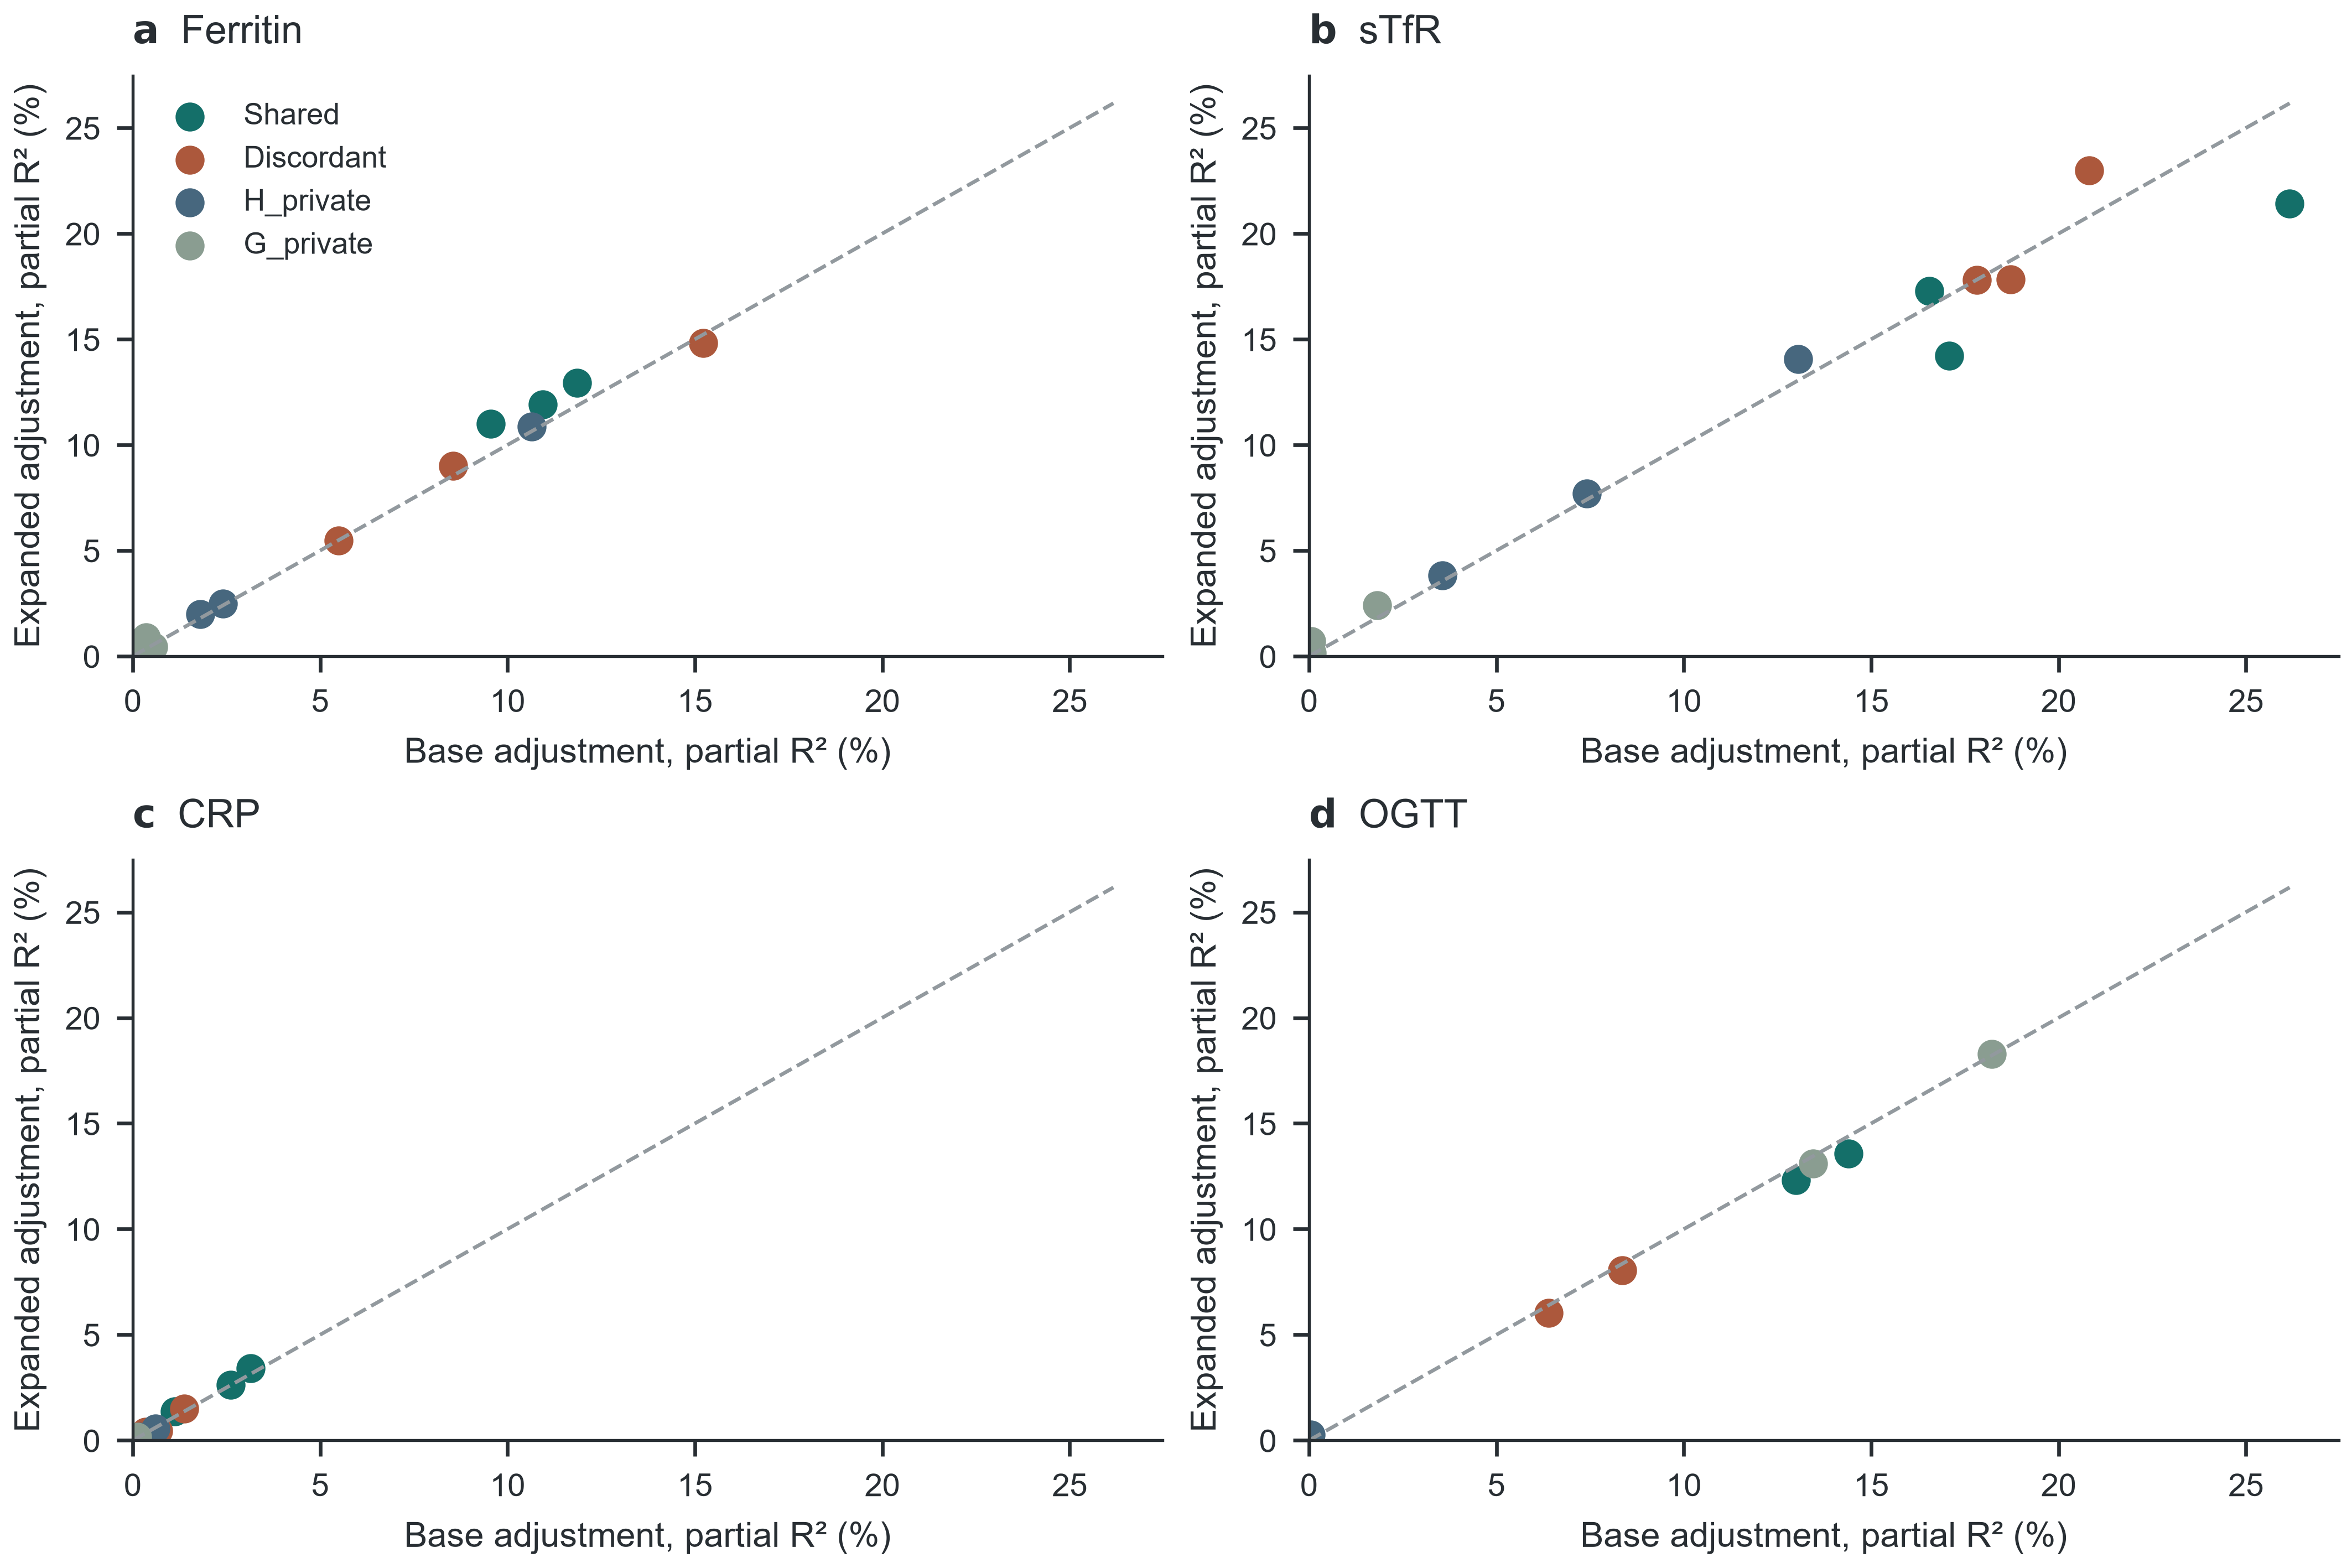 a Ferritin
Expanded adjustment, partial R² (%)
25
20
15
10
5
0
Shared
Discordant
H_private
G_private
0 5 10 15 20 25
Base adjustment, partial R² (%)
b sTfR
Expanded adjustment, partial R² (%)
25
20
15
10
5
0
0 5 10 15 20 25
Base adjustment, partial R² (%)
c CRP
Expanded adjustment, partial R² (%)
25
20
15
10
5
0
0 5 10 15 20 25
Base adjustment, partial R² (%)
d OGTT
Expanded adjustment, partial R² (%)
25
20
15
10
5
0
0 5 10 15 20 25
Base adjustment, partial R² (%)